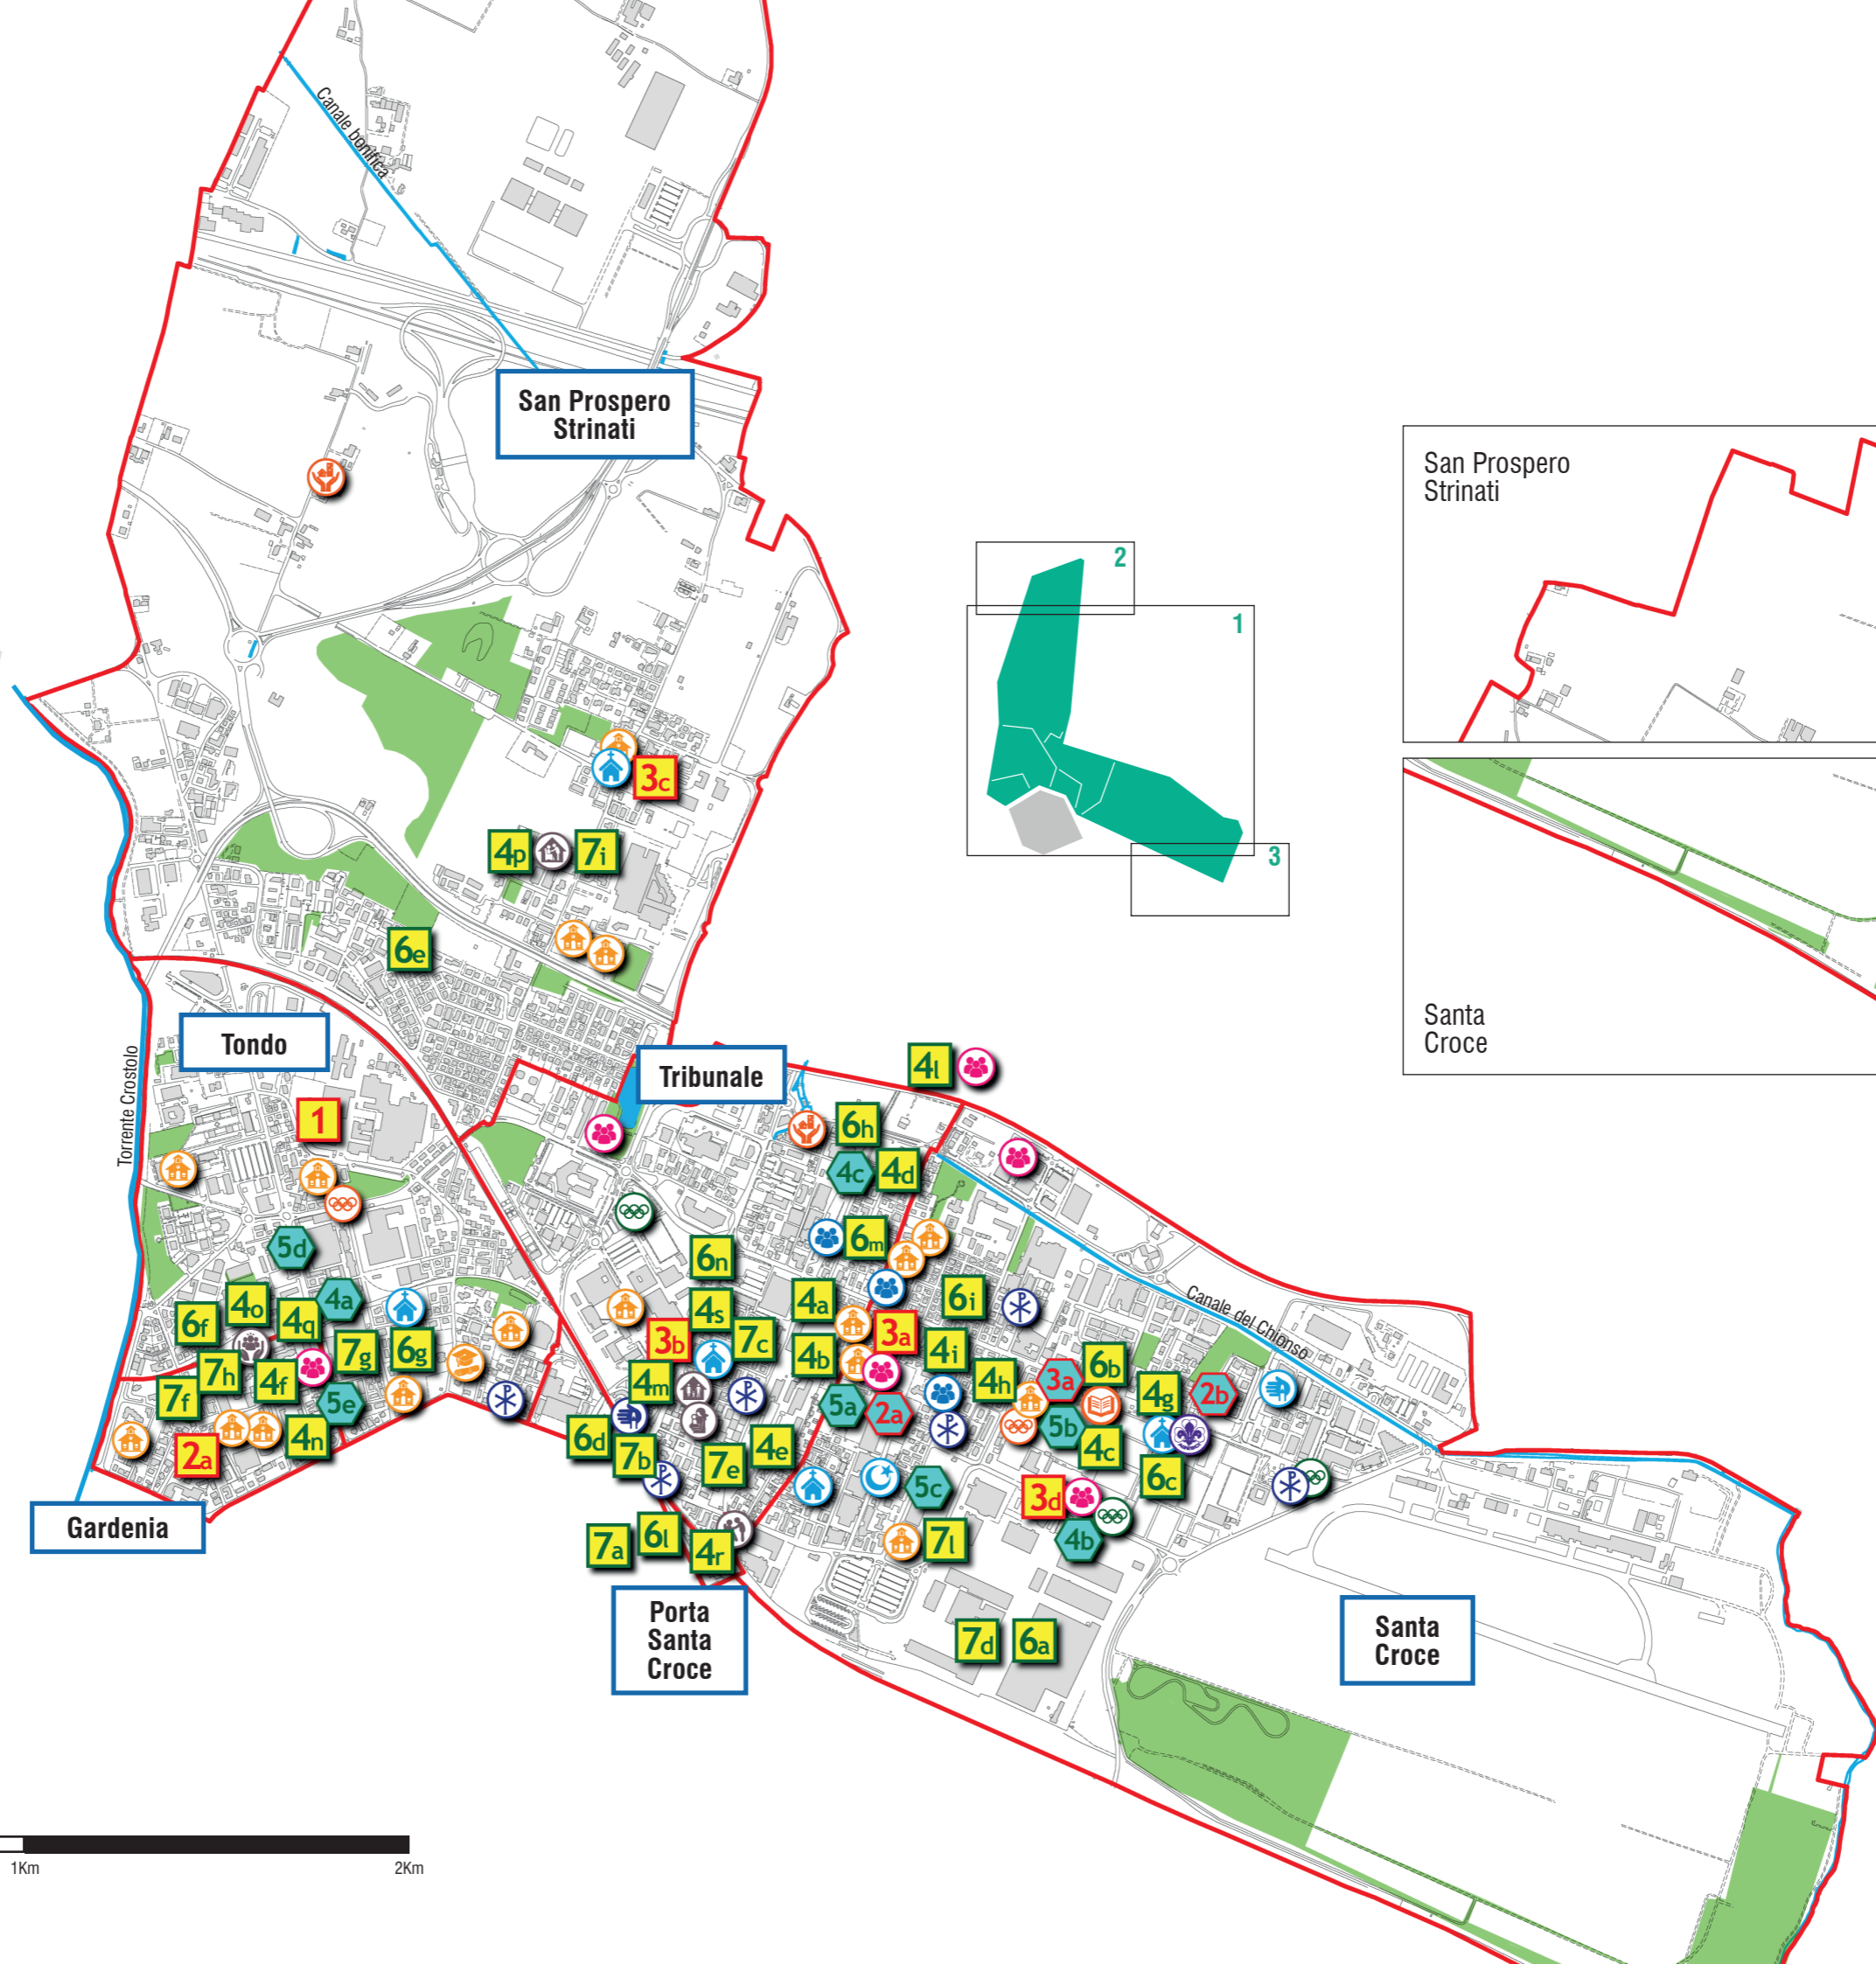 Canale bonifica
San Prospero
Strinati
San Prospero
Strinati
2
1
3
3c
4p
7i
6e
Santa
Croce
Tondo
Tribunale
4l
Torrente Crostolo
1
6h
4c
4d
5d
6m
6n
4o
4a
6f
4q
4s
4a
6i
Canale del Chionso
3b
7c
3a
7g
6g
4b
4i
7h
4f
4m
4h
3a
6b
7f
5e
5a
2a
4g
2b
2a
4n
6d
7b
7e
4e
5b
4c
6c
5c
3d
Gardenia
7a
6l
4r
7l
4b
Porta
Santa
Croce
7d
6a
Santa
Croce
1Km
2Km